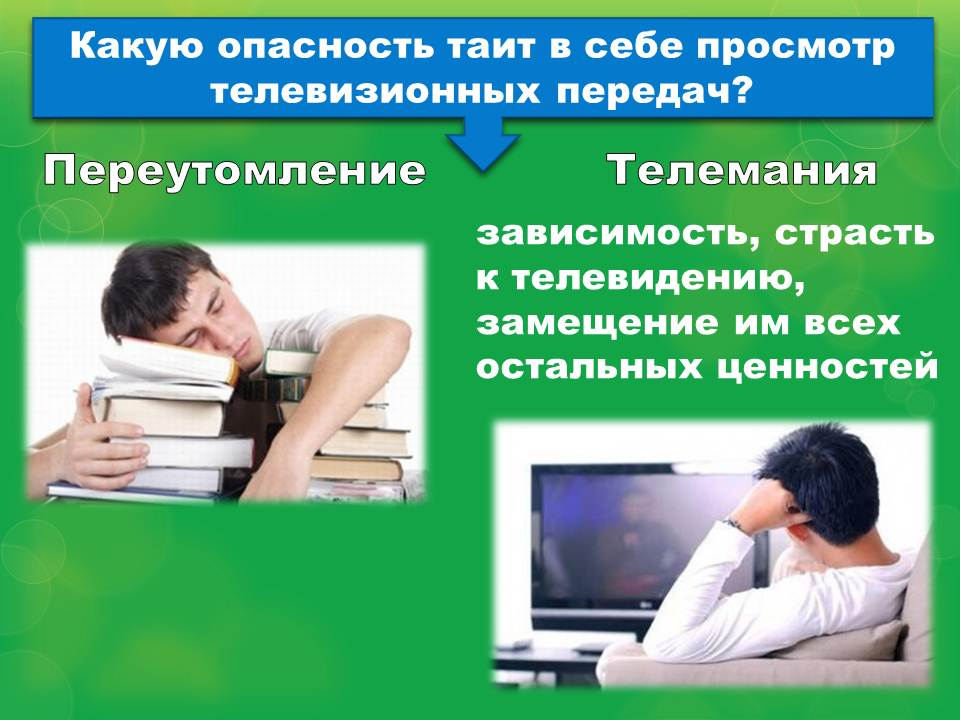 Какую опасность таит в себе просмотр
телевизионных передач?
Переутомление
Телемания
зависимость, страсть
к телевидению,
замещение им всех
остальных ценностей